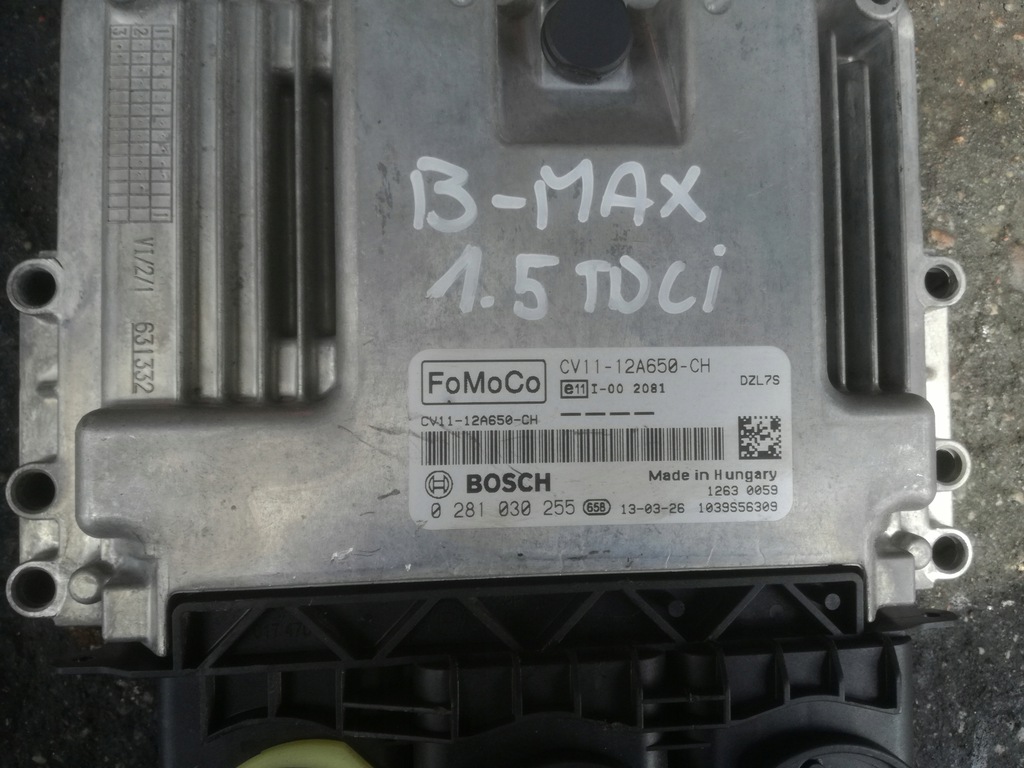 B-MAX
1.5 TDCi
V1/2/1 631332
FoMoCo
CV11-12A650-CH
e11 I-00 2081
DZL7S
CV11-12A650-CH
BOSCH
Made in Hungary
1263 0059
0 281 030 255 658 13-03-26 1039S56309